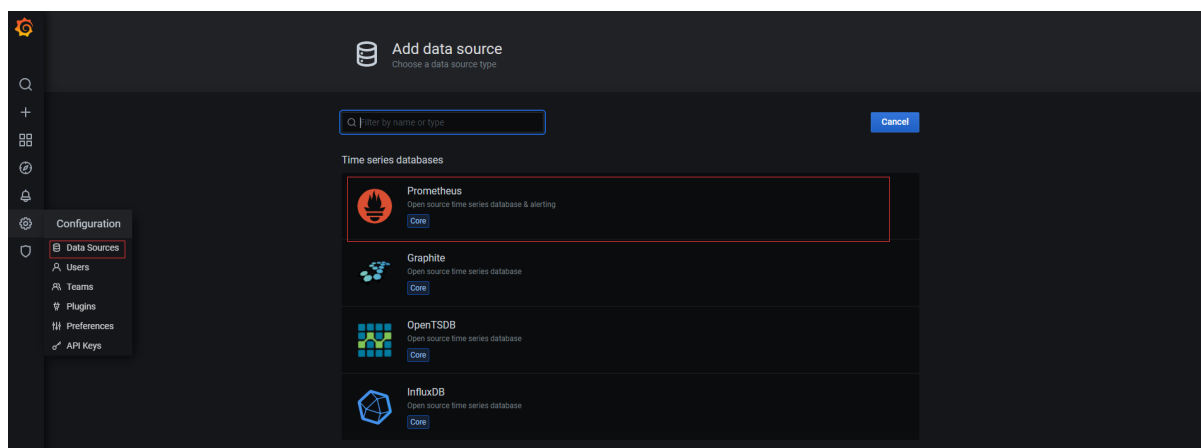 Add data source
Choose a data source type
Filter by name or type
Cancel
Time series databases
Prometheus
Open source time series database & alerting
Core
Configuration
Data Sources
Users
Teams
Plugins
Preferences
API Keys
Graphite
Open source time series database
Core
OpenTSDB
Open source time series database
Core
InfluxDB
Open source time series database
Core